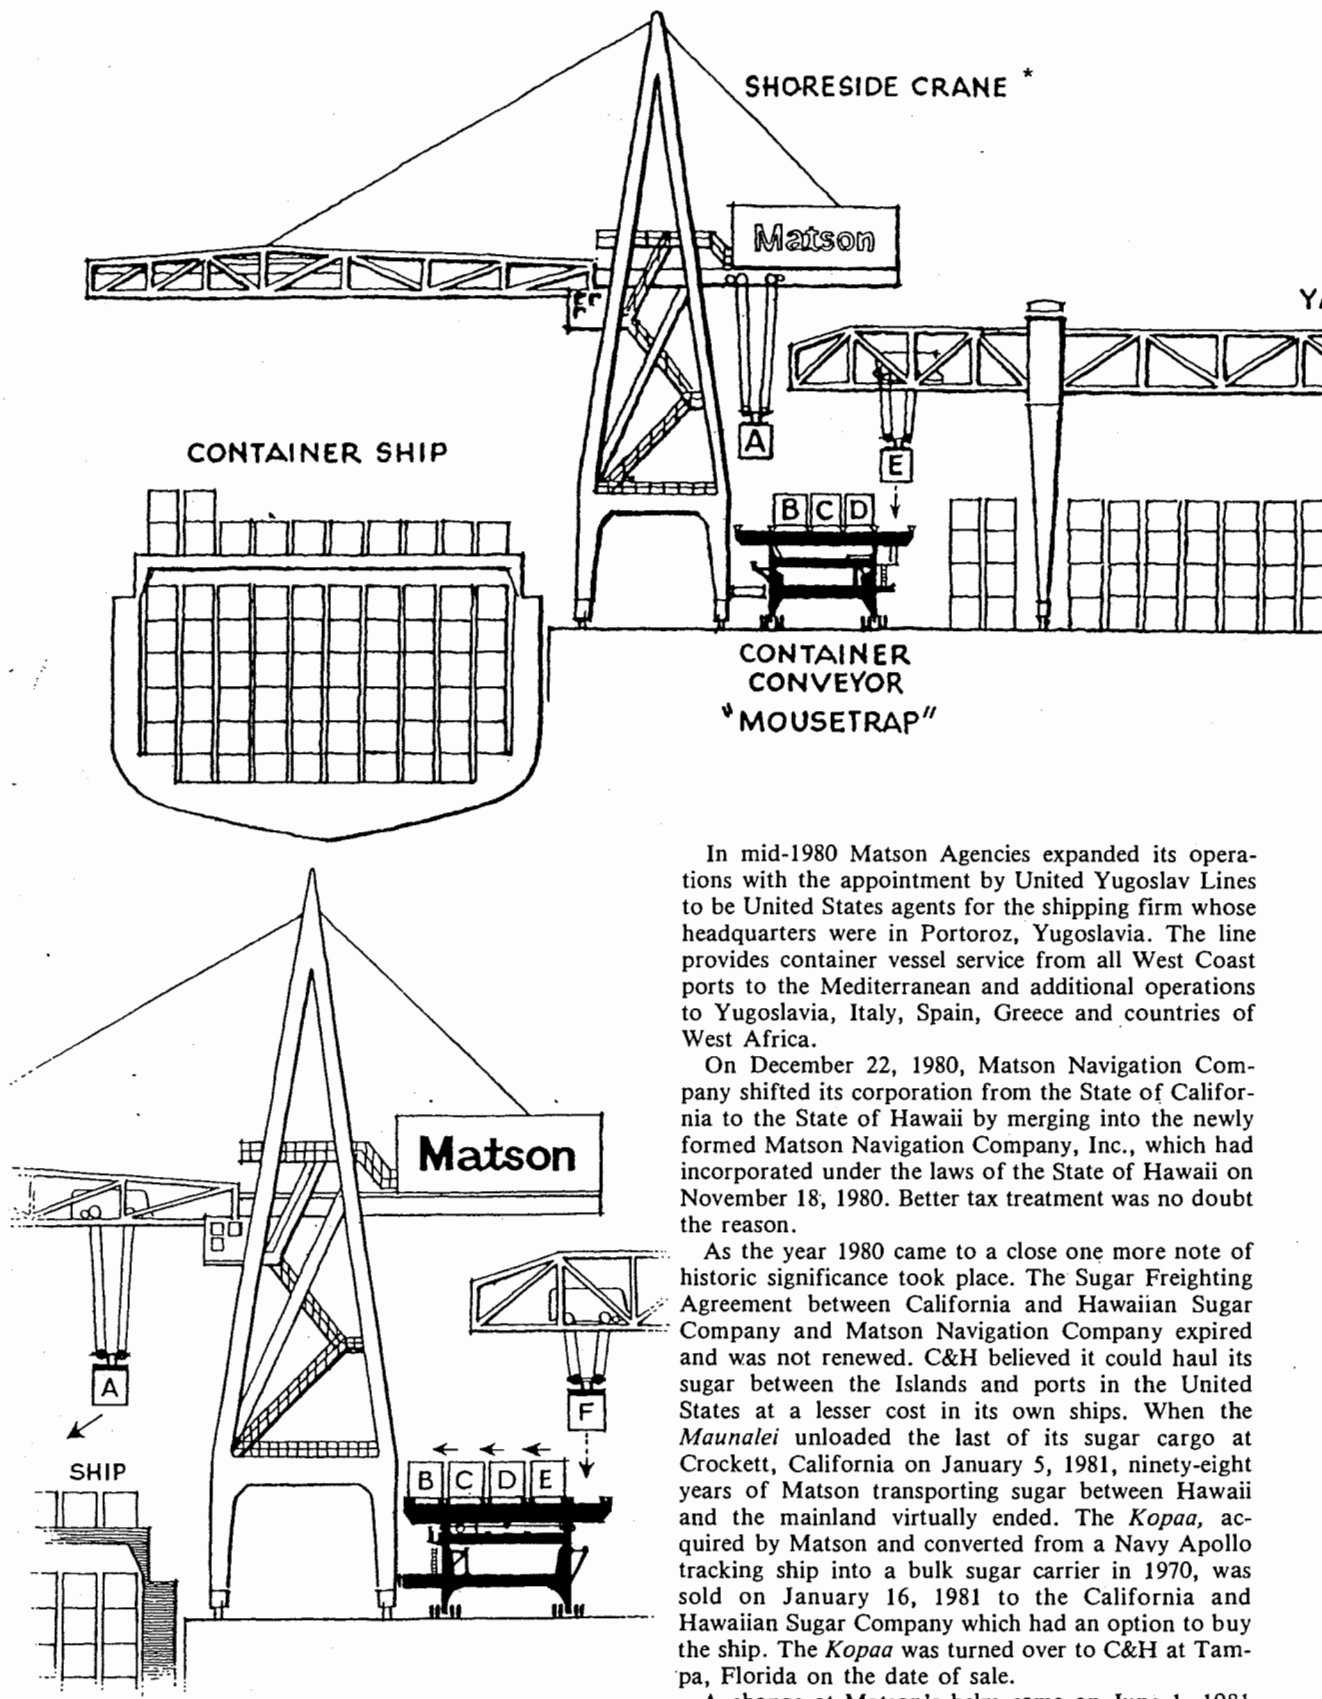 SHORESIDE CRANE *
Matson
YA
A
E
CONTAINER SHIP
B C D
CONTAINER
CONVEYOR
"MOUSETRAP"
Matson
A
F
SHIP
B C D E
In mid-1980 Matson Agencies expanded its opera-
tions with the appointment by United Yugoslav Lines
to be United States agents for the shipping firm whose
headquarters were in Portoroz, Yugoslavia. The line
provides container vessel service from all West Coast
ports to the Mediterranean and additional operations
to Yugoslavia, Italy, Spain, Greece and countries of
West Africa.
On December 22, 1980, Matson Navigation Com-
pany shifted its corporation from the State of Califor-
nia to the State of Hawaii by merging into the newly
formed Matson Navigation Company, Inc., which had
incorporated under the laws of the State of Hawaii on
November 18, 1980. Better tax treatment was no doubt
the reason.
As the year 1980 came to a close one more note of
historic significance took place. The Sugar Freighting
Agreement between California and Hawaiian Sugar
Company and Matson Navigation Company expired
and was not renewed. C&H believed it could haul its
sugar between the Islands and ports in the United
States at a lesser cost in its own ships. When the
Maunalei unloaded the last of its sugar cargo at
Crockett, California on January 5, 1981, ninety-eight
years of Matson transporting sugar between Hawaii
and the mainland virtually ended. The Kopaa, ac-
quired by Matson and converted from a Navy Apollo
tracking ship into a bulk sugar carrier in 1970, was
sold on January 16, 1981 to the California and
Hawaiian Sugar Company which had an option to buy
the ship. The Kopaa was turned over to C&H at Tam-
pa, Florida on the date of sale.
A change at Matson's helm came on June 1, 1981